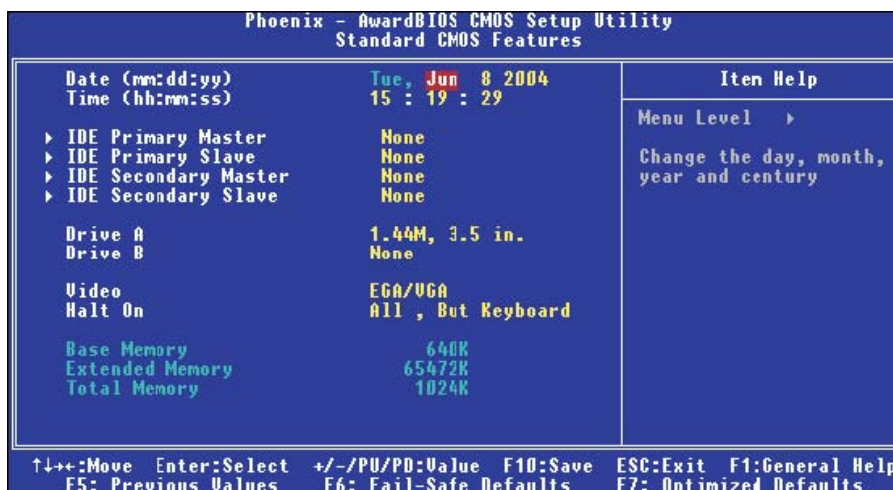 Phoenix - AwardBIOS CMOS Setup Utility
Standard CMOS Features
Date (mm:dd:yy) Tue, Jun 8 2004
Time (hh:mm:ss) 15 : 19 : 29
IDE Primary Master None
IDE Primary Slave None
IDE Secondary Master None
IDE Secondary Slave None
Drive A 1.44M, 3.5 in.
Drive B None
Video EGA/VGA
Halt On All , But Keyboard
Base Memory 640K
Extended Memory 65472K
Total Memory 1024K
Item Help
Menu Level
Change the day, month,
year and century
↑↓→←:Move Enter:Select +/-/PU/PD:Value F10:Save ESC:Exit F1:General Help
F5: Previous Values F6: Fail-Safe Defaults F7: Optimized Defaults